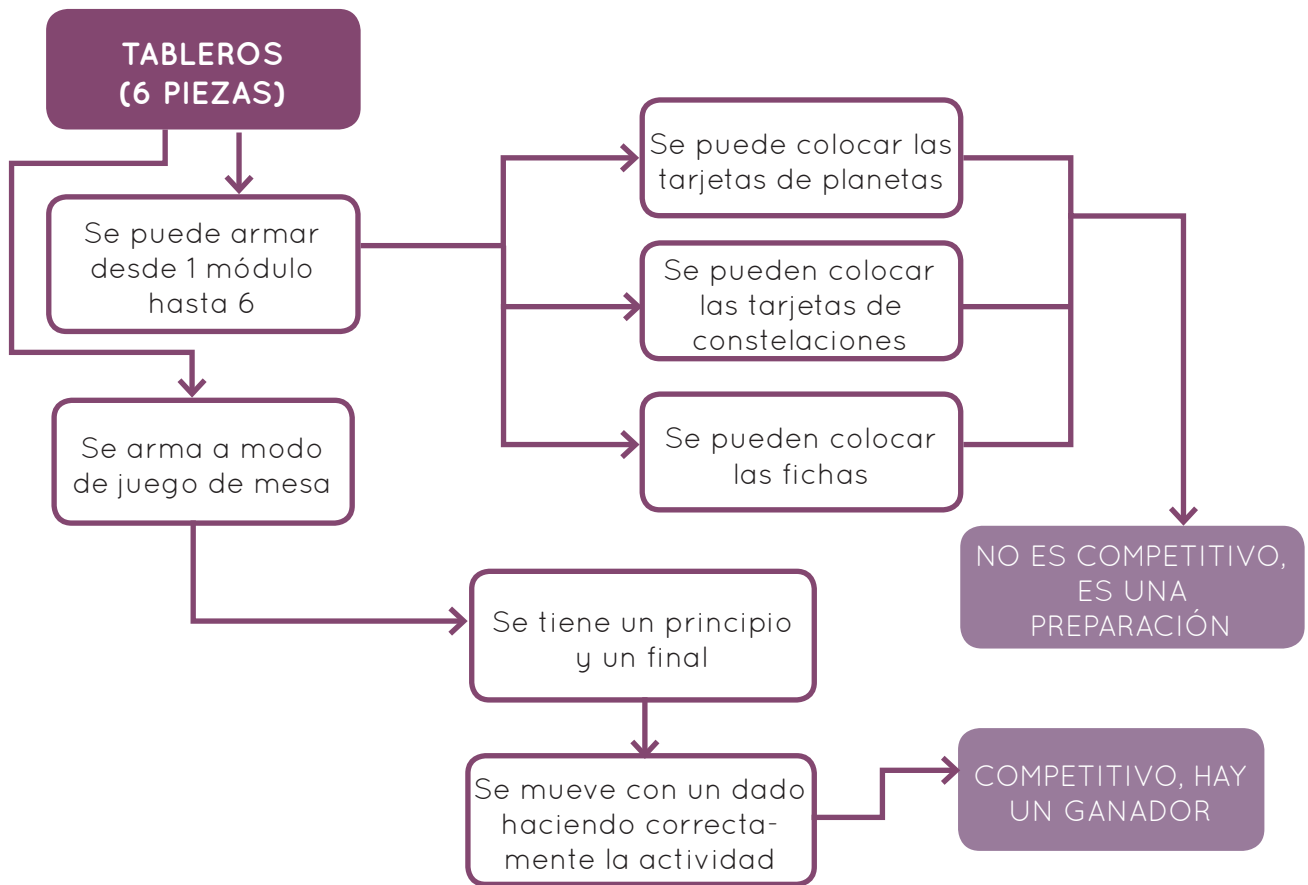 TABLEROS
(6 PIEZAS)
Se puede armar
desde 1 módulo
hasta 6
Se puede colocar las
tarjetas de planetas
Se pueden colocar
las tarjetas de
constelaciones
Se pueden colocar
las fichas
NO ES COMPETITIVO,
ES UNA
PREPARACIÓN
Se arma a modo
de juego de mesa
Se tiene un principio
y un final
Se mueve con un dado
haciendo correcta-
mente la actividad
COMPETITIVO, HAY
UN GANADOR